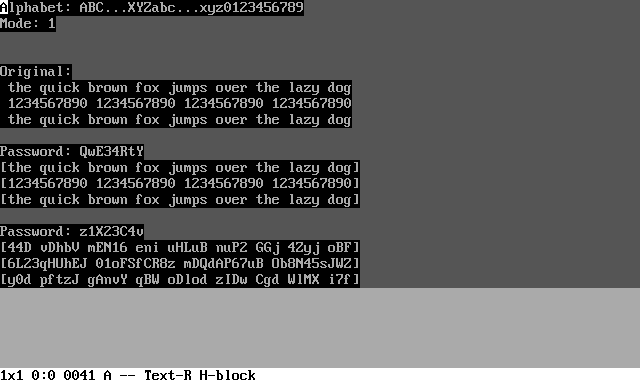 Alphabet: ABC...XYZabc...xyz0123456789
Mode: 1
Original:
the quick brown fox jumps over the lazy dog
1234567890 1234567890 1234567890 1234567890
the quick brown fox jumps over the lazy dog
Password: QwE34RtY
[the quick brown fox jumps over the lazy dog]
[1234567890 1234567890 1234567890 1234567890]
[the quick brown fox jumps over the lazy dog]
Password: z1X23C4v
[44D vDhbV mEN16 eni uHLuB nuP2 GGj 4Zyj oBF]
[6L23qHUhEJ 01oFSfCR8z mDQdAP67uB Ob8N45sJWZ]
[y0d pftzJ gAnvY qBW oDlod zIDw Cgd WlMX i7f]
1x1 0:0 0041 A -- Text-R H-block